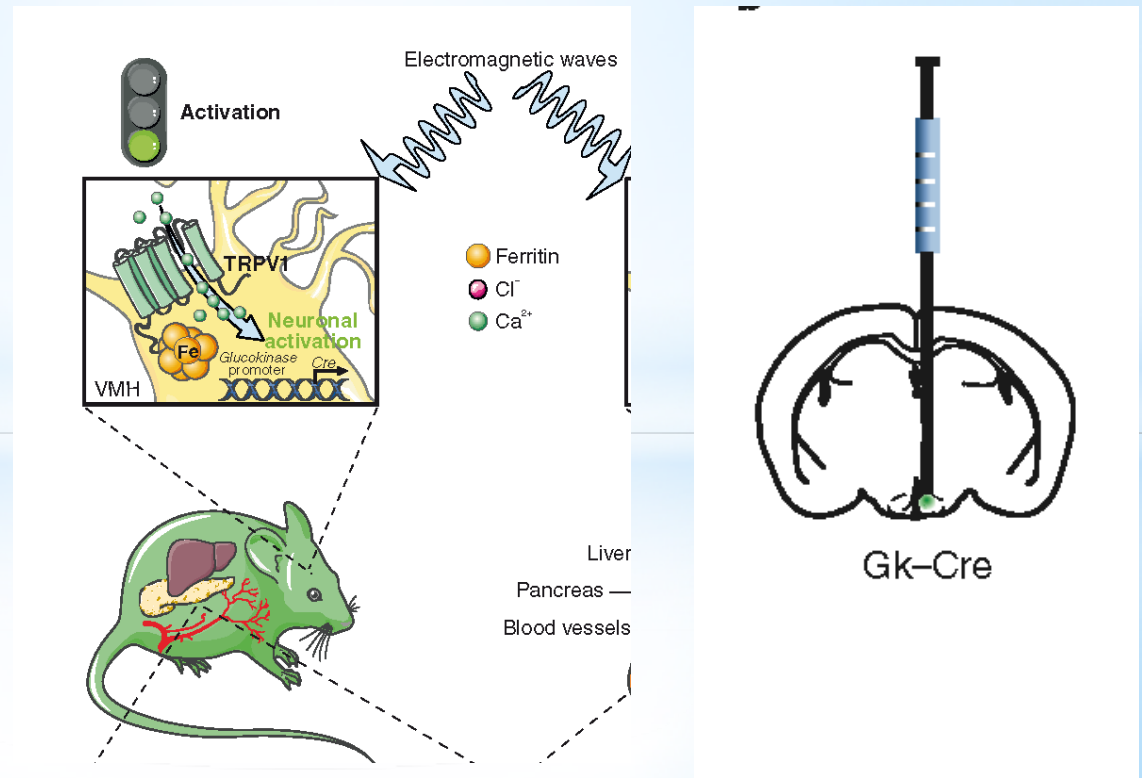 Electromagnetic waves
Activation
TRPV1
Neuronal
activation
Fe
Glucokinase
promoter
Cre
VMH
Ferritin
Cl⁻
Ca²⁺
Liver
Pancreas
Blood vessels
Gk–Cre